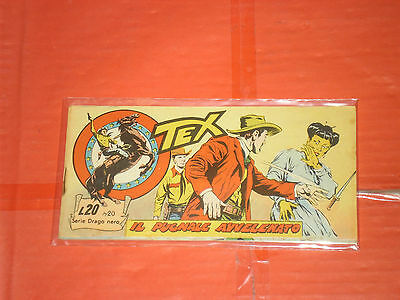 TEX
L.20 N.20
Serie Drago nero
IL PUGNALE AVVELENATO